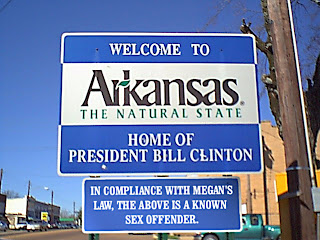 WELCOME TO
Arkansas®
THE NATURAL STATE
HOME OF
PRESIDENT BILL CLINTON
IN COMPLIANCE WITH MEGAN'S
LAW, THE ABOVE IS A KNOWN
SEX OFFENDER.